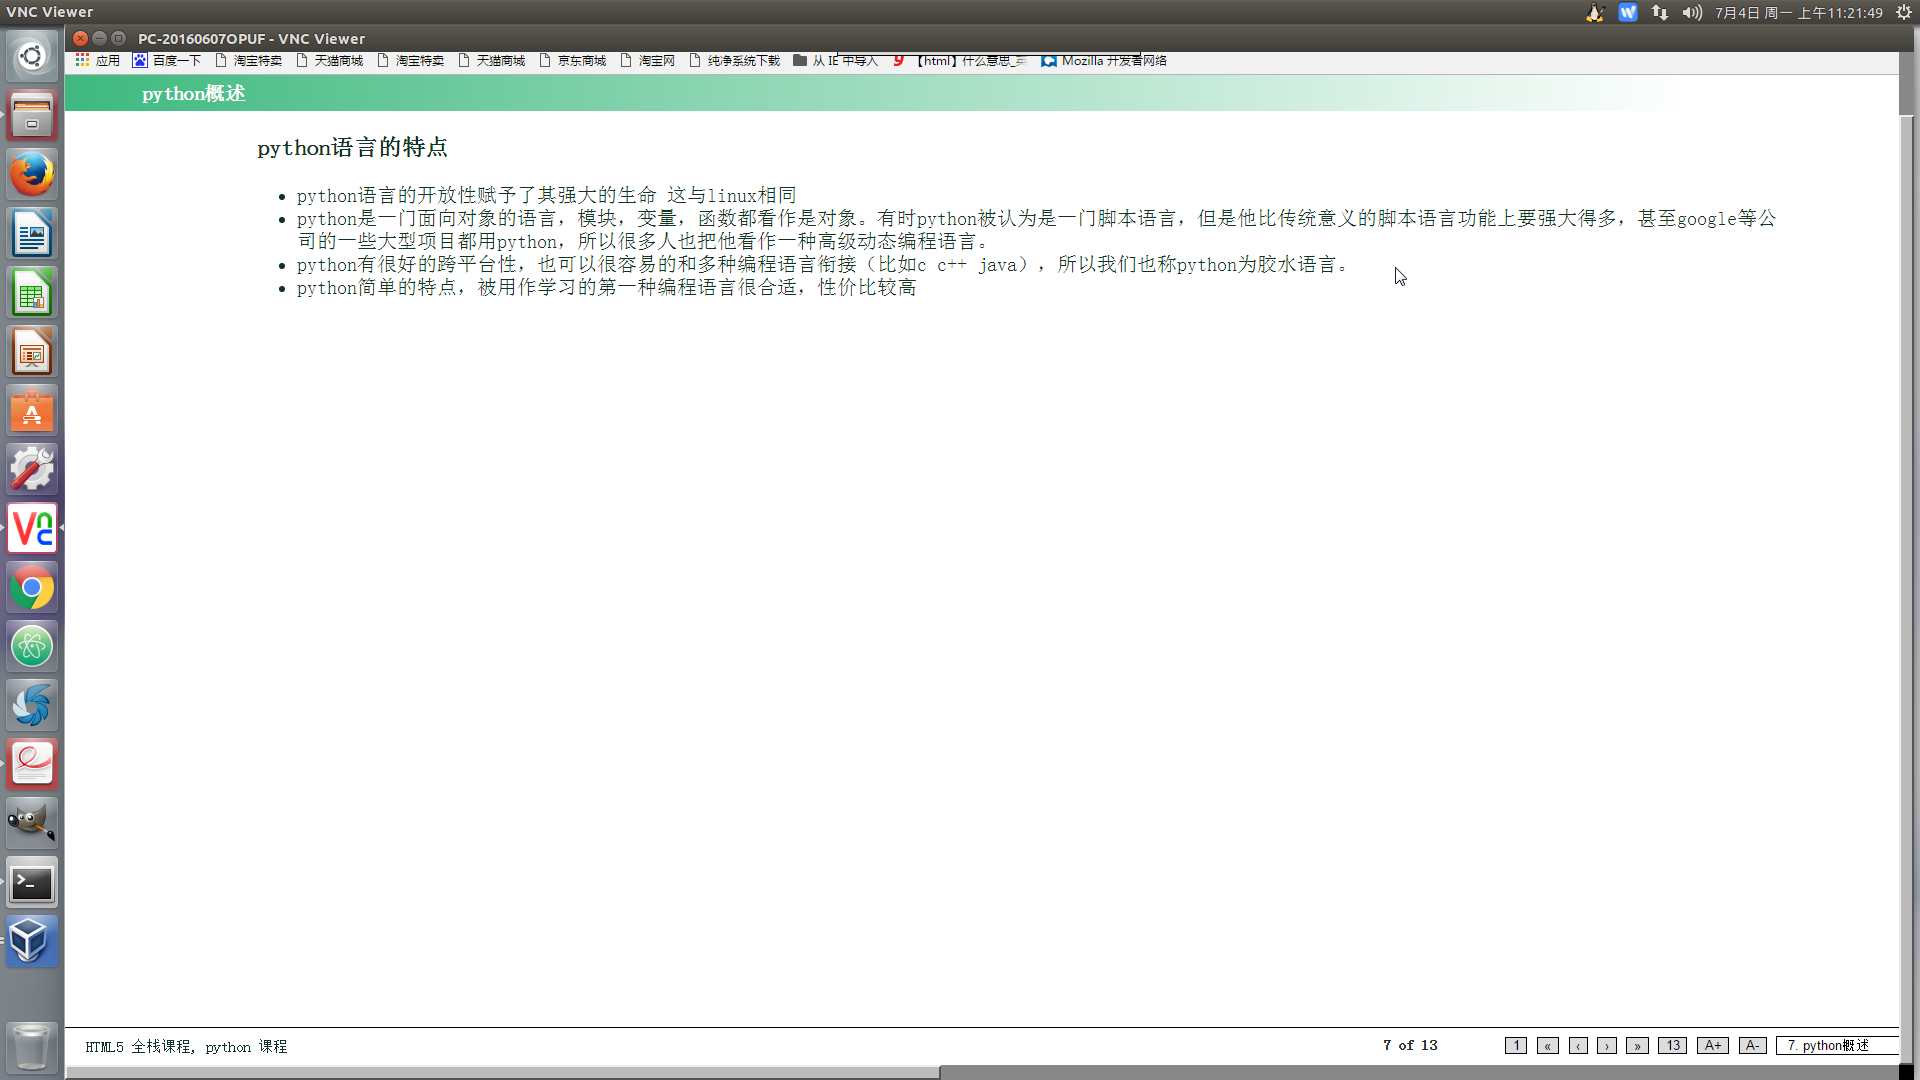 VNC Viewer
7月4日 周一 上午11:21:49
PC-20160607OPUF - VNC Viewer
应用 百度一下 淘宝特卖 天猫商城 淘宝特卖 天猫商城 京东商城 淘宝网 纯净系统下载 从 IE 中导入 【html】什么意思_英 Mozilla 开发者网络
python概述
python语言的特点
python语言的开放性赋予了其强大的生命 这与linux相同
python是一门面向对象的语言，模块，变量，函数都看作是对象。有时python被认为是一门脚本语言，但是他比传统意义的脚本语言功能上要强大得多，甚至google等公
司的一些大型项目都用python，所以很多人也把他看作一种高级动态编程语言。
python有很好的跨平台性，也可以很容易的和多种编程语言衔接（比如c c++ java），所以我们也称python为胶水语言。
python简单的特点，被用作学习的第一种编程语言很合适，性价比较高
HTML5 全栈课程, python 课程
7 of 13
1 « ‹ › » 13 A+ A- 7. python概述